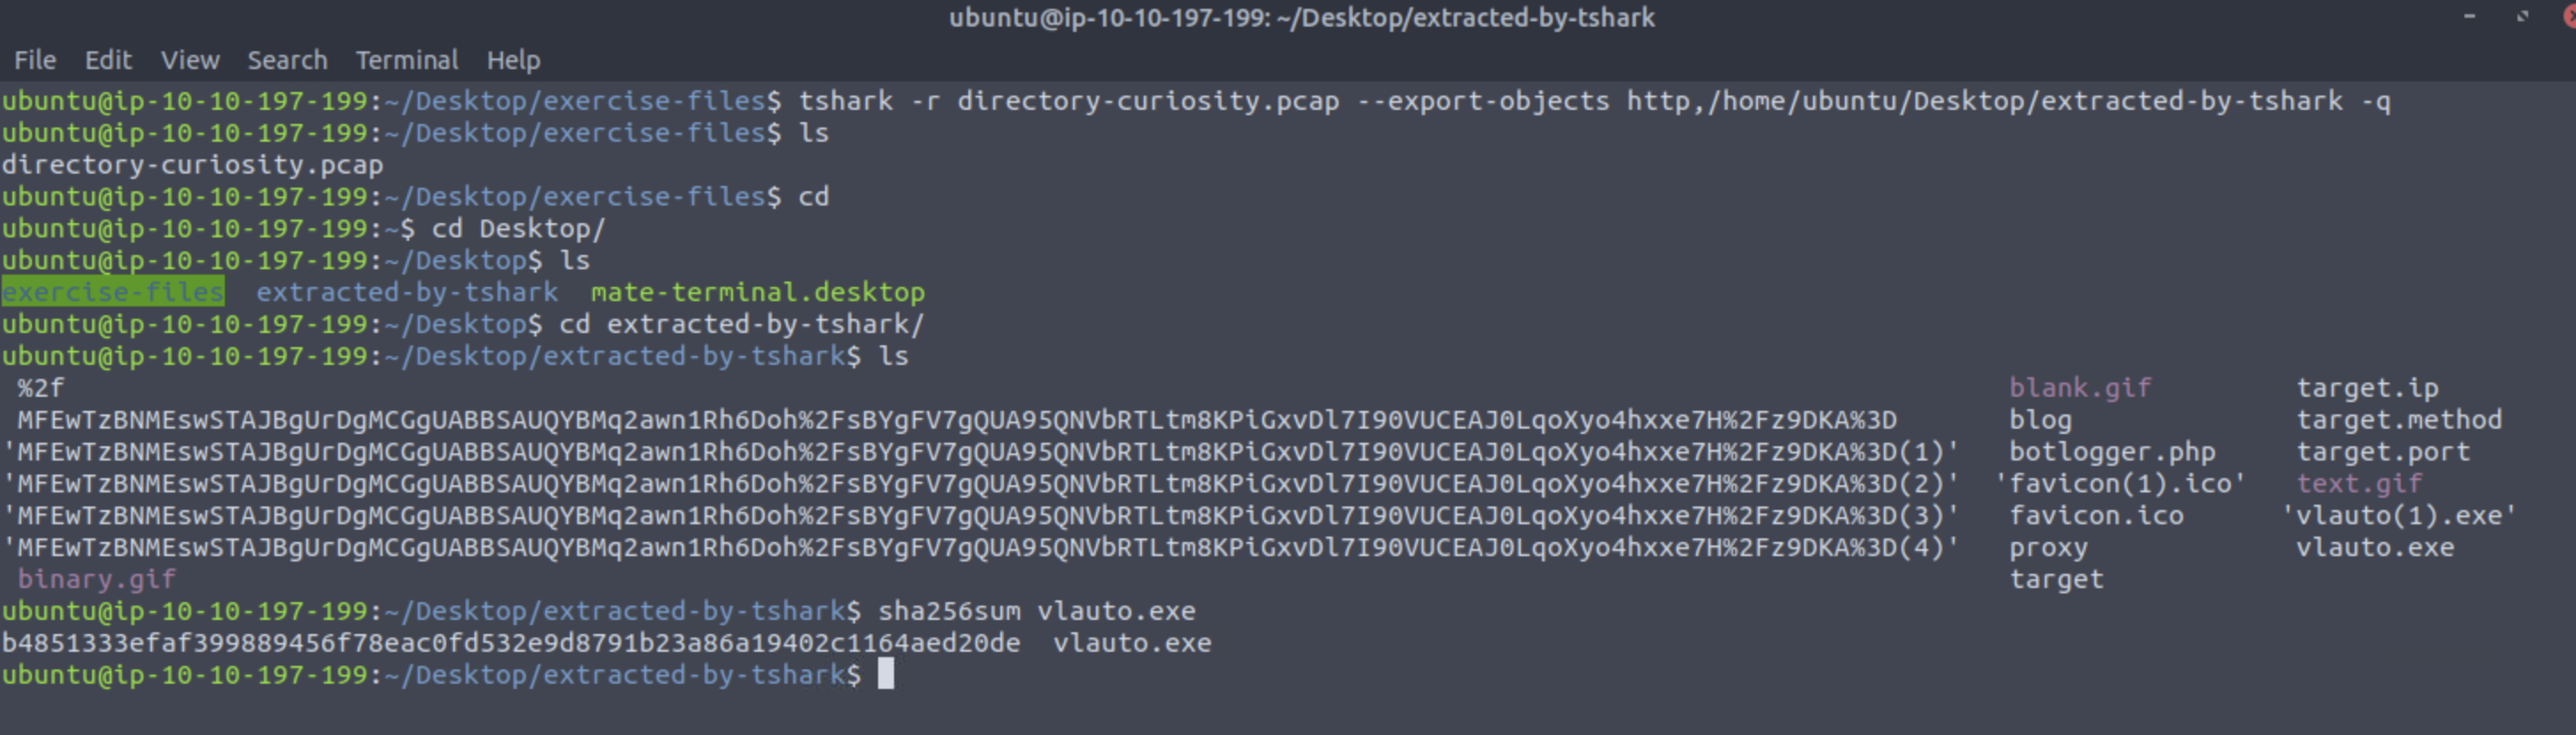 ubuntu@ip-10-10-197-199: ~/Desktop/extracted-by-tshark
File Edit View Search Terminal Help
ubuntu@ip-10-10-197-199:~/Desktop/exercise-files$ tshark -r directory-curiosity.pcap --export-objects http,/home/ubuntu/Desktop/extracted-by-tshark -q
ubuntu@ip-10-10-197-199:~/Desktop/exercise-files$ ls
directory-curiosity.pcap
ubuntu@ip-10-10-197-199:~/Desktop/exercise-files$ cd
ubuntu@ip-10-10-197-199:~$ cd Desktop/
ubuntu@ip-10-10-197-199:~/Desktop$ ls
exercise-files extracted-by-tshark mate-terminal.desktop
ubuntu@ip-10-10-197-199:~/Desktop$ cd extracted-by-tshark/
ubuntu@ip-10-10-197-199:~/Desktop/extracted-by-tshark$ ls
%2f blank.gif target.ip
MFEwTzBNMEswSTAJBgUrDgMCGgUABBSAUQYBMq2awn1Rh6Doh%2FsBYgFV7gQUA95QNVbRTLtm8KPiGxvDl7I90VUCEAJ0LqoXyo4hxxe7H%2Fz9DKA%3D blog target.method
'MFEwTzBNMEswSTAJBgUrDgMCGgUABBSAUQYBMq2awn1Rh6Doh%2FsBYgFV7gQUA95QNVbRTLtm8KPiGxvDl7I90VUCEAJ0LqoXyo4hxxe7H%2Fz9DKA%3D(1)' botlogger.php target.port
'MFEwTzBNMEswSTAJBgUrDgMCGgUABBSAUQYBMq2awn1Rh6Doh%2FsBYgFV7gQUA95QNVbRTLtm8KPiGxvDl7I90VUCEAJ0LqoXyo4hxxe7H%2Fz9DKA%3D(2)' 'favicon(1).ico' text.gif
'MFEwTzBNMEswSTAJBgUrDgMCGgUABBSAUQYBMq2awn1Rh6Doh%2FsBYgFV7gQUA95QNVbRTLtm8KPiGxvDl7I90VUCEAJ0LqoXyo4hxxe7H%2Fz9DKA%3D(3)' favicon.ico 'vlauto(1).exe'
'MFEwTzBNMEswSTAJBgUrDgMCGgUABBSAUQYBMq2awn1Rh6Doh%2FsBYgFV7gQUA95QNVbRTLtm8KPiGxvDl7I90VUCEAJ0LqoXyo4hxxe7H%2Fz9DKA%3D(4)' proxy vlauto.exe
binary.gif target
ubuntu@ip-10-10-197-199:~/Desktop/extracted-by-tshark$ sha256sum vlauto.exe
b4851333efaf399889456f78eac0fd532e9d8791b23a86a19402c1164aed20de vlauto.exe
ubuntu@ip-10-10-197-199:~/Desktop/extracted-by-tshark$